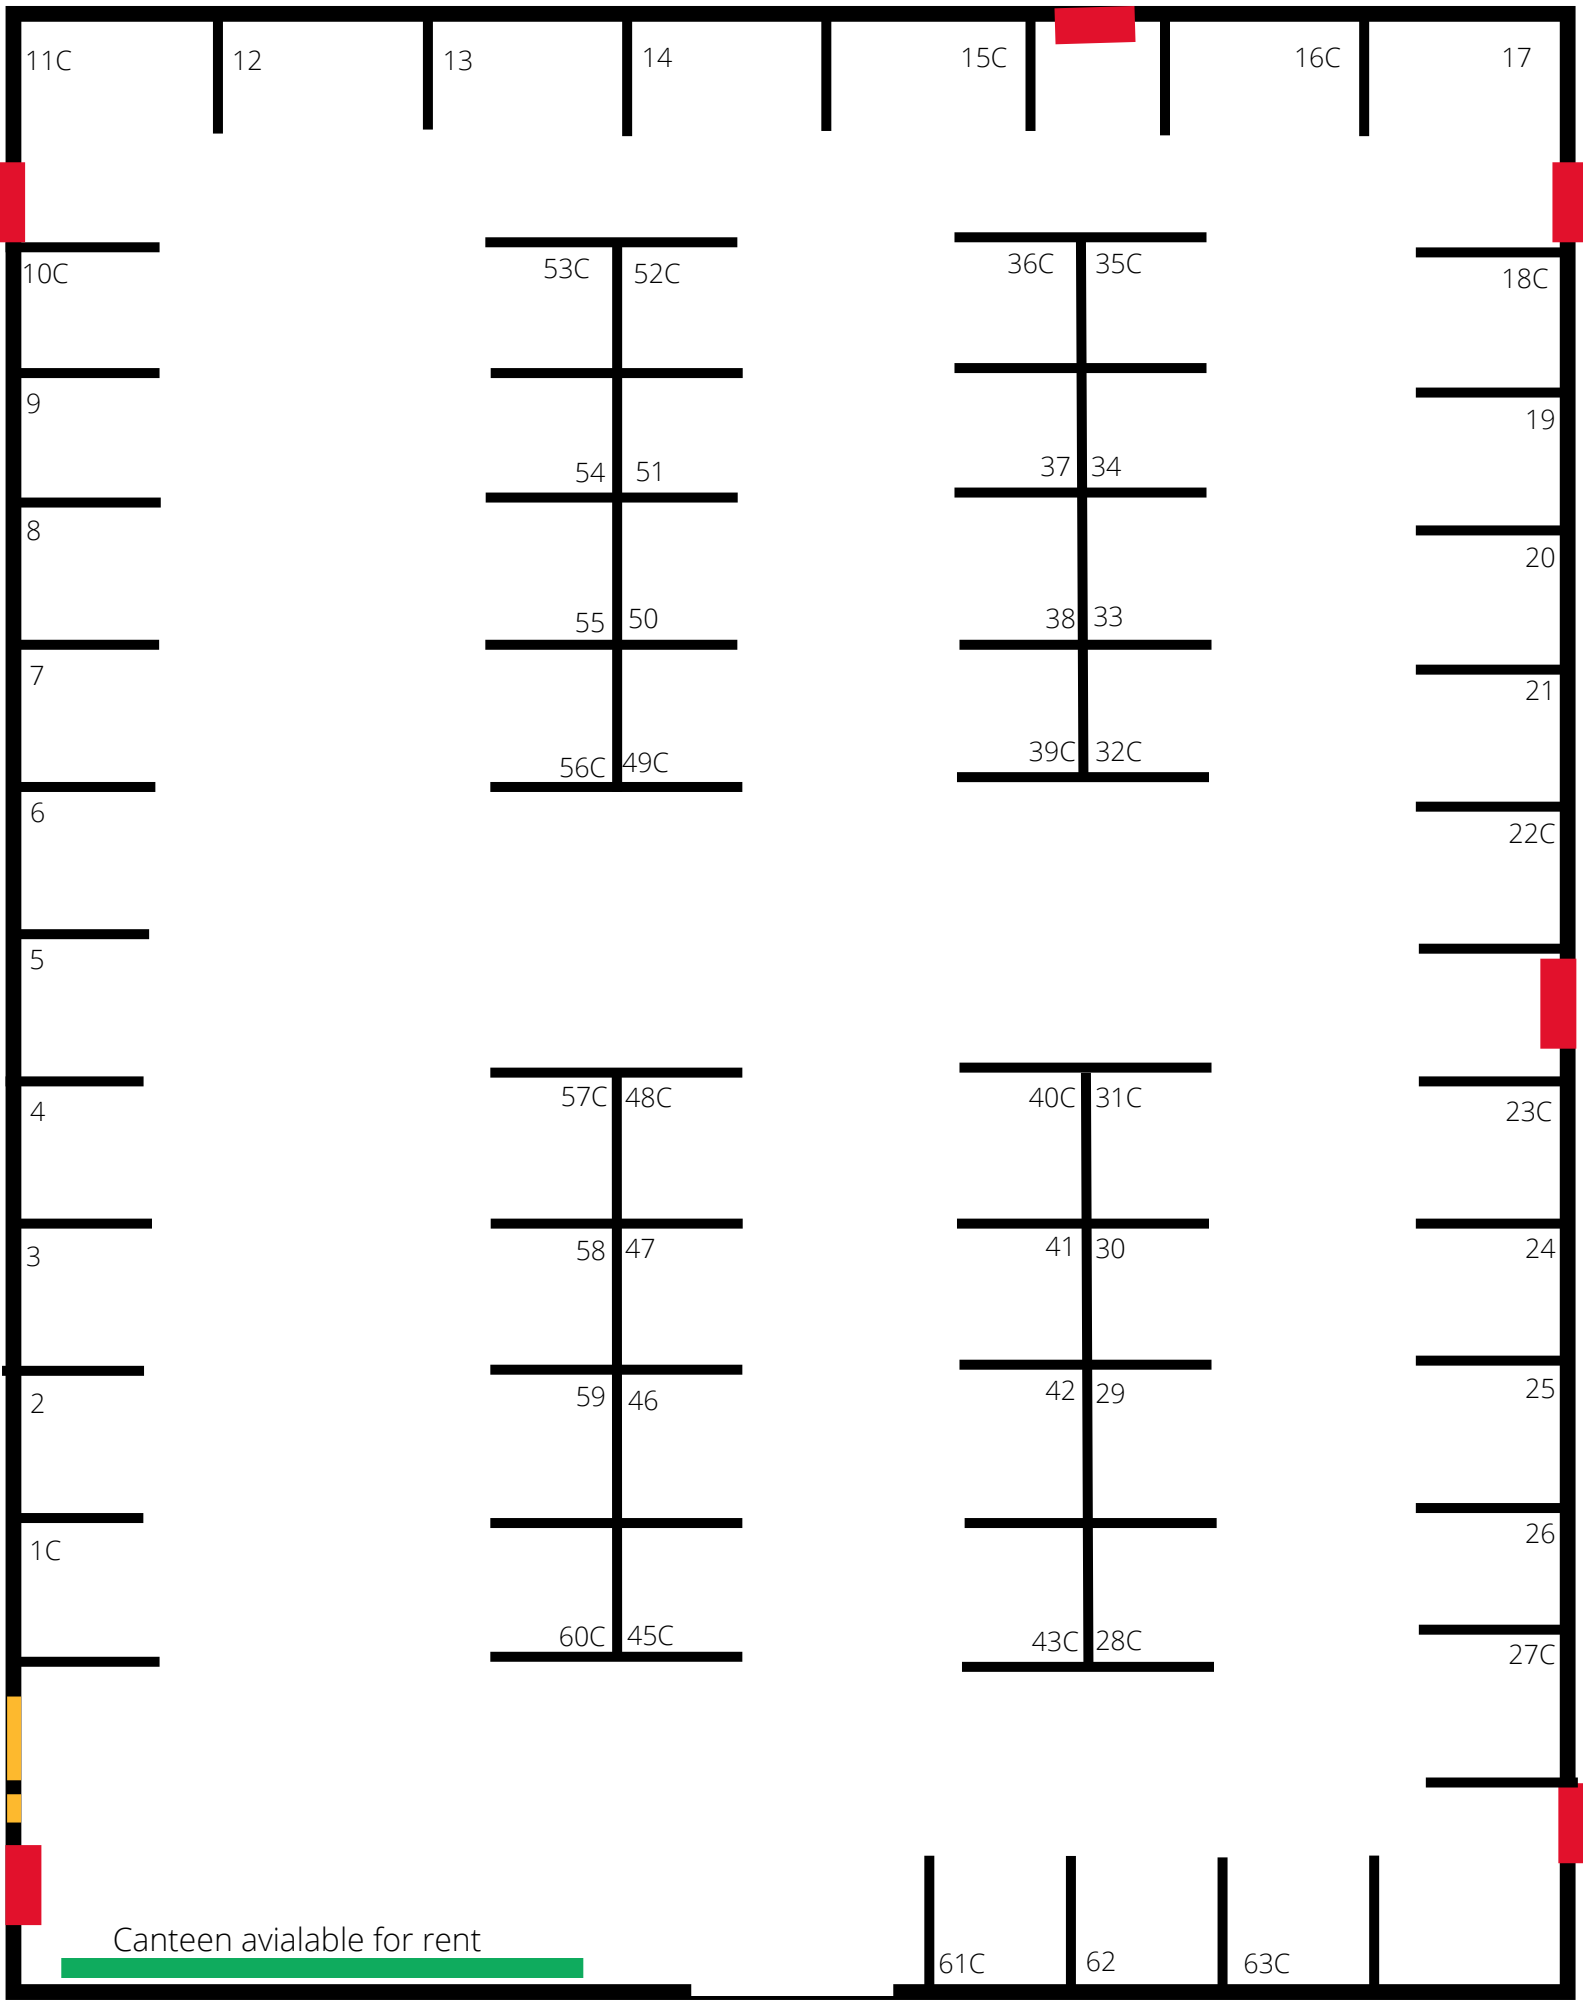 11C 12 13 14 15C 16C 17
10C 53C 52C 36C 35C 18C
9 19
54 51 37 34
8 20
55 50 38 33
7 21
56C 49C 39C 32C
6 22C
5
57C 48C 40C 31C
4 23C
3 58 47 41 30 24
2 59 46 42 29 25
1C 26
60C 45C 43C 28C 27C
Canteen avialable for rent
61C 62 63C